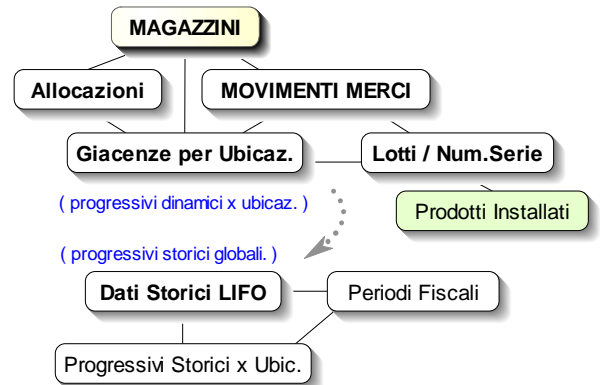 MAGAZZINI
Allocazioni
MOVIMENTI MERCI
Giacenze per Ubicaz.
Lotti / Num.Serie
( progressivi dinamici x ubicaz. )
Prodotti Installati
( progressivi storici globali. )
Dati Storici LIFO
Periodi Fiscali
Progressivi Storici x Ubic.